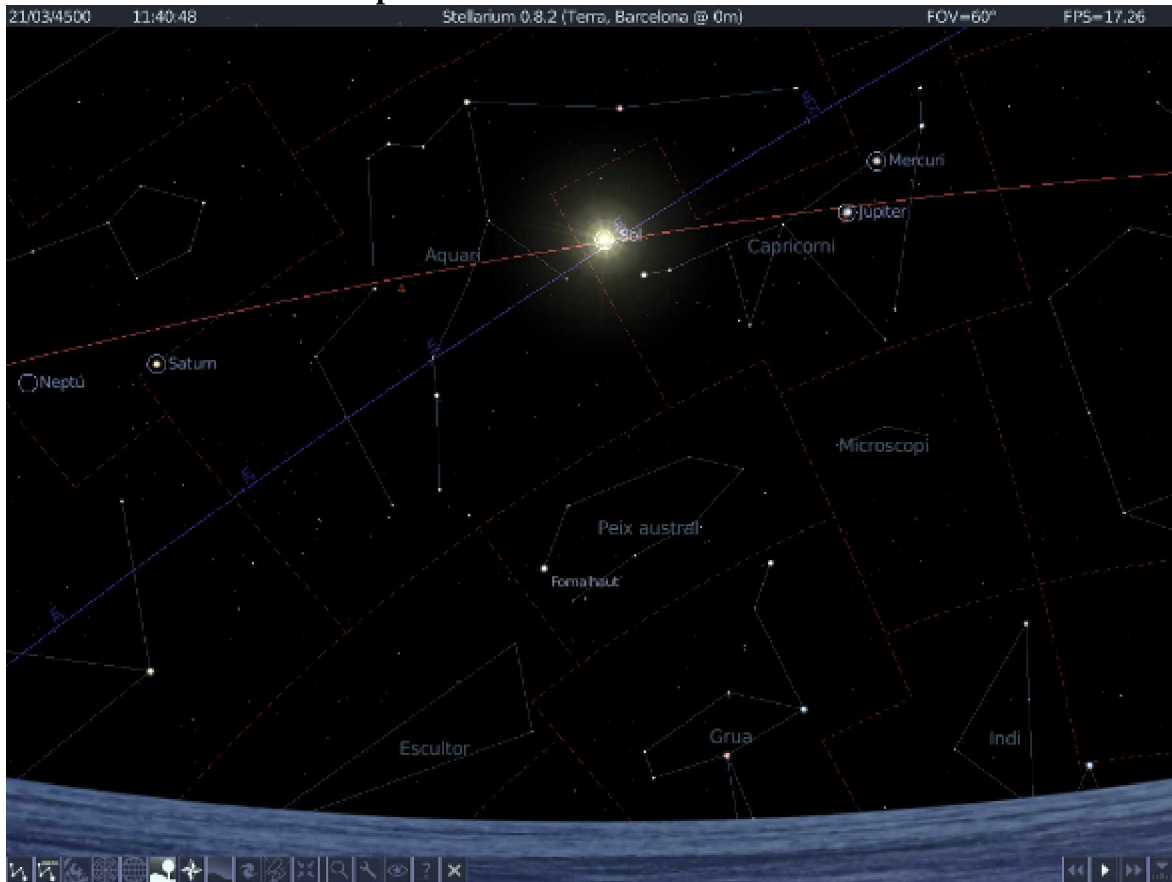 21/03/4500 11:40:48 Stellarium 0.8.2 (Terra, Barcelona @ 0m) FOV=60° FPS=17.26
Mercuri
Júpiter
Sol
Aquari
Capricorni
Saturn
Neptú
Microscopi
Peix austral
Fomalhaut
Grua
Indi
Escultor